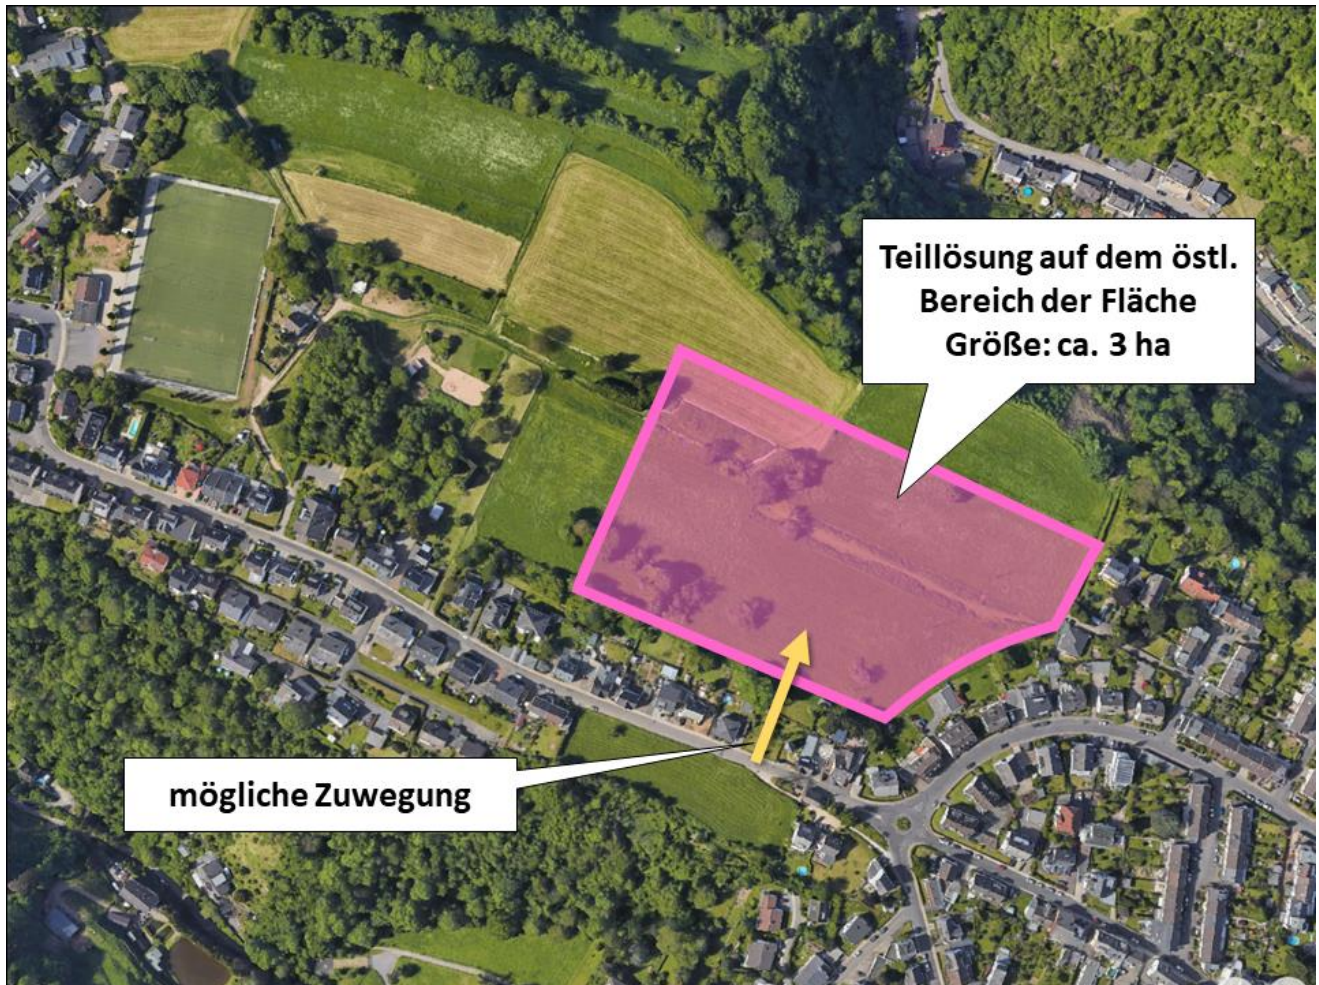 Teillösung auf dem östl.
Bereich der Fläche
Größe: ca. 3 ha
mögliche Zuwegung